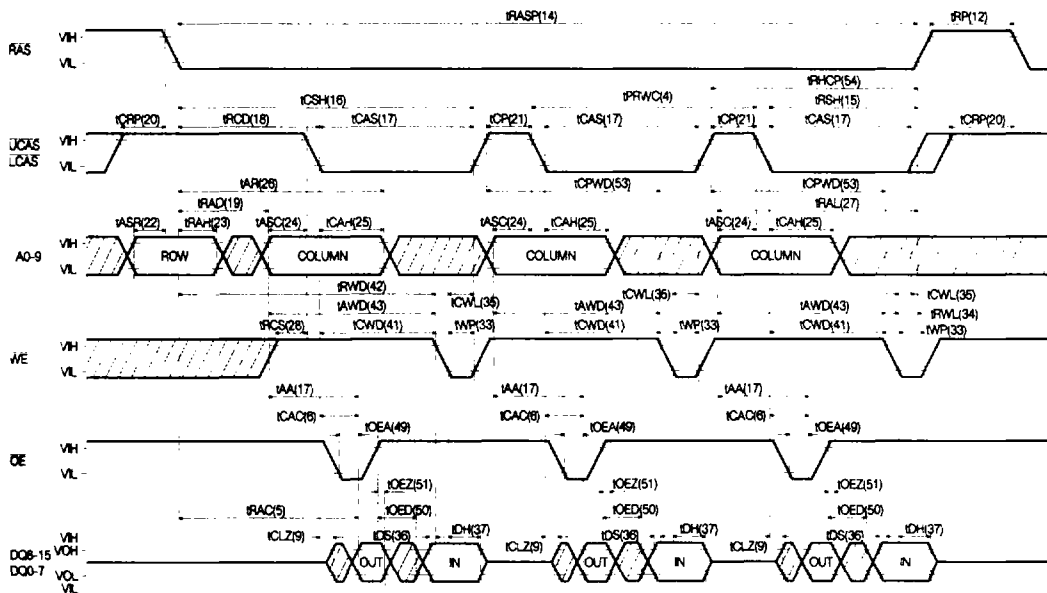 tRASP(14) tRP(12)
VIH
RAS
VIL
tRHCP(54)
tCSH(16) tPRWC(4) tRSH(15)
tCRP(20) tRCD(18) tCAS(17) tCP(21) tCAS(17) tCP(21) tCAS(17) tCRP(20)
UCAS VIH
LCAS VIL
tAR(26) tCPWD(53) tCPWD(53)
tRAD(19) tRAL(27)
tASR(22) tRAH(23) tASC(24) tCAH(25) tASC(24) tCAH(25) tASC(24) tCAH(25)
VIH
A0-9 ROW COLUMN COLUMN COLUMN
VIL
tRWD(42) tCWL(35) tCWL(35) tCWL(35)
tAWD(43) tAWD(43) tAWD(43) tRWL(34)
tRCS(28) tCWD(41) tWP(33) tCWD(41) tWP(33) tCWD(41) tWP(33)
VIH
WE
VIL
tAA(17) tAA(17) tAA(17)
tCAC(6) tOEA(49) tCAC(6) tOEA(49) tCAC(6) tOEA(49)
VIH
OE
VIL
tOEZ(51) tOEZ(51) tOEZ(51)
tRAC(5) tOED(50) tOED(50) tOED(50)
tCLZ(9) tDS(36) tDH(37) tCLZ(9) tDS(36) tDH(37) tCLZ(9) tDS(36) tDH(37)
VIH
DQ8-15 VOH
OUT IN OUT IN OUT IN
DQ0-7 VOL
VIL